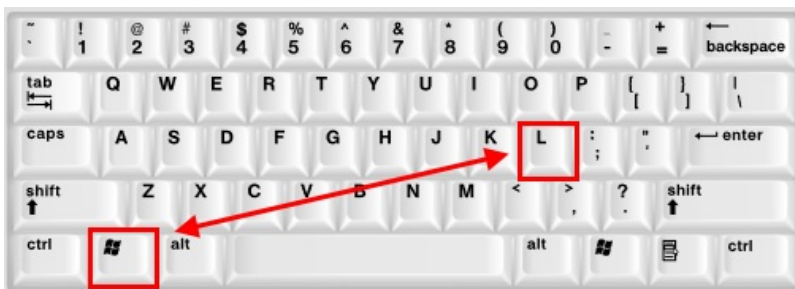 ~ ! @ # $ % ^ & * ( ) _ +
` 1 2 3 4 5 6 7 8 9 0 - = backspace
tab Q W E R T Y U I O P [ ] |
[ ] \
caps A S D F G H J K L : " enter
; '
shift Z X C V B N M < > ? shift
, .
ctrl alt alt ctrl